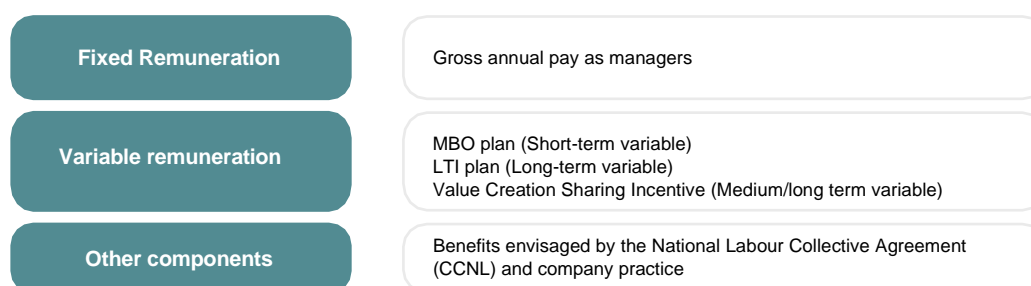 Fixed Remuneration
Gross annual pay as managers
Variable remuneration
MBO plan (Short-term variable)
LTI plan (Long-term variable)
Value Creation Sharing Incentive (Medium/long term variable)
Other components
Benefits envisaged by the National Labour Collective Agreement
(CCNL) and company practice